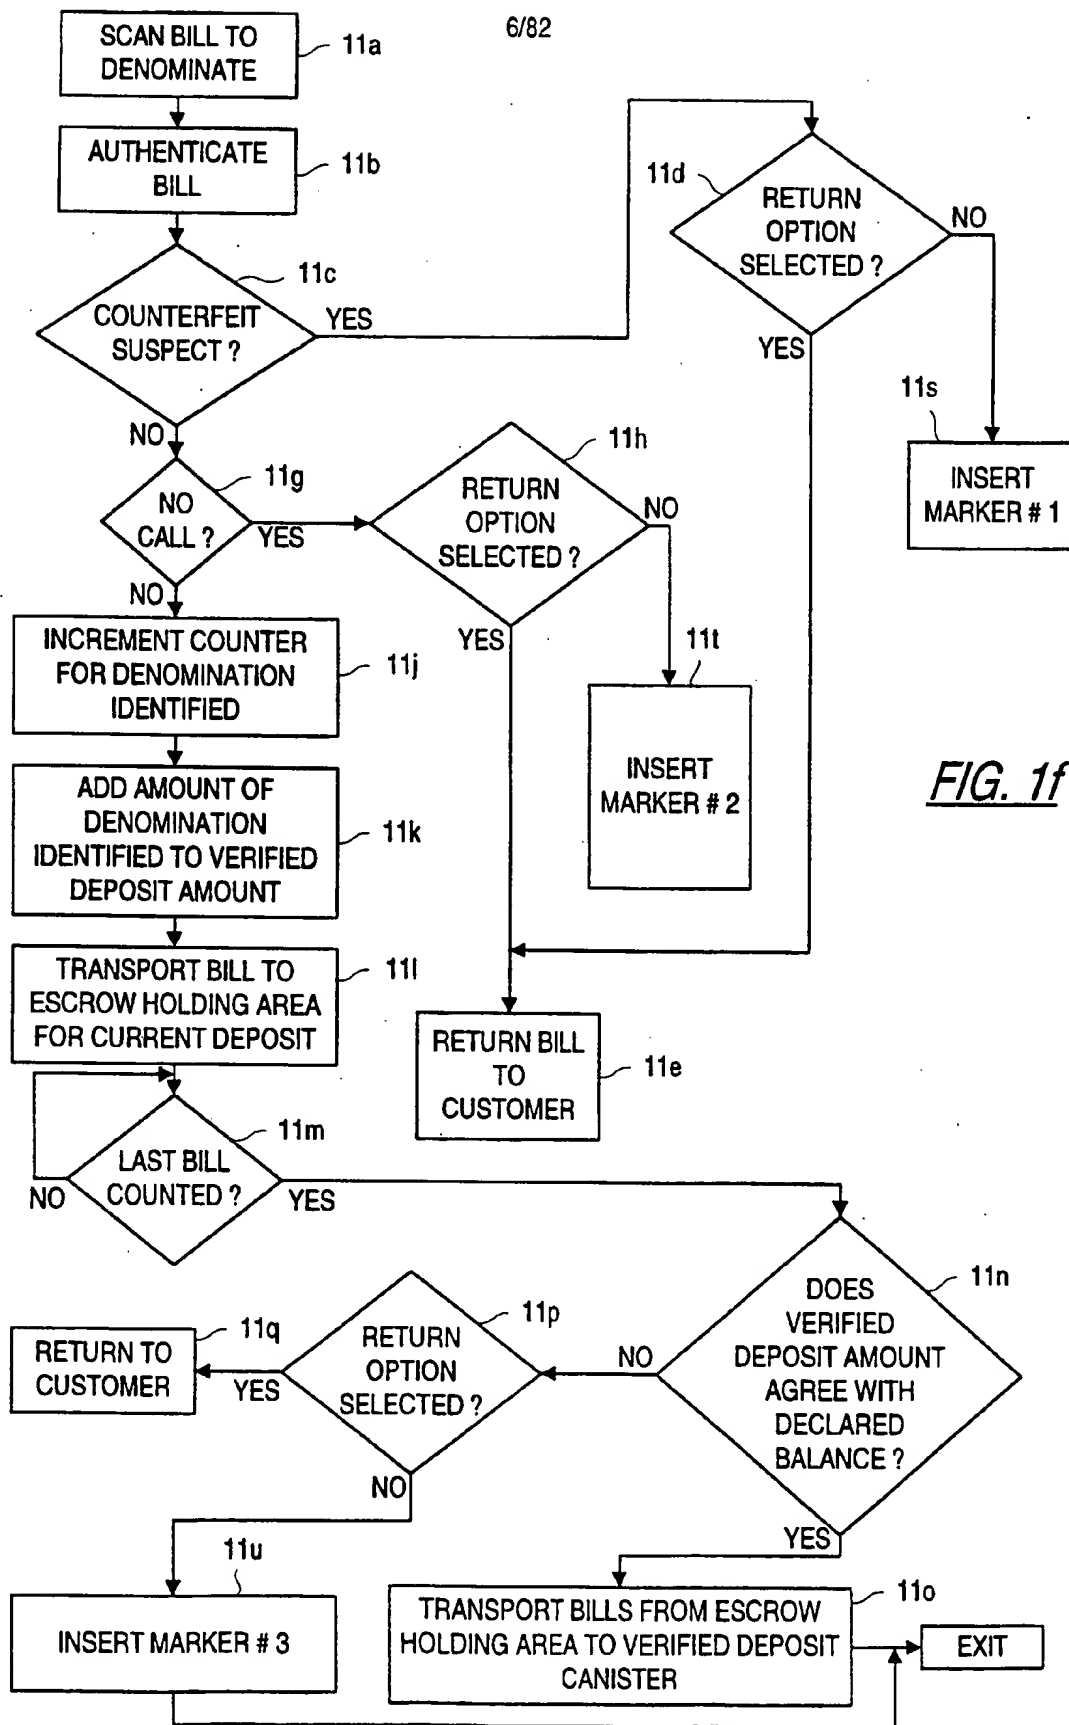 6/82
SCAN BILL TO
DENOMINATE
11a
AUTHENTICATE
BILL
11b
COUNTERFEIT
SUSPECT ?
11c
YES
NO
RETURN
OPTION
SELECTED ?
11d
NO
YES
11s
INSERT
MARKER # 1
NO
CALL ?
11g
YES
NO
RETURN
OPTION
SELECTED ?
11h
NO
YES
11t
INSERT
MARKER # 2
INCREMENT COUNTER
FOR DENOMINATION
IDENTIFIED
11j
FIG. 1f
ADD AMOUNT OF
DENOMINATION
IDENTIFIED TO VERIFIED
DEPOSIT AMOUNT
11k
TRANSPORT BILL TO
ESCROW HOLDING AREA
FOR CURRENT DEPOSIT
11l
RETURN BILL
TO
CUSTOMER
11e
LAST BILL
COUNTED ?
11m
NO
YES
DOES
VERIFIED
DEPOSIT AMOUNT
AGREE WITH
DECLARED
BALANCE ?
11n
NO
YES
RETURN
OPTION
SELECTED ?
11p
YES
NO
11q
RETURN TO
CUSTOMER
11u
INSERT MARKER # 3
TRANSPORT BILLS FROM ESCROW
HOLDING AREA TO VERIFIED DEPOSIT
CANISTER
11o
EXIT